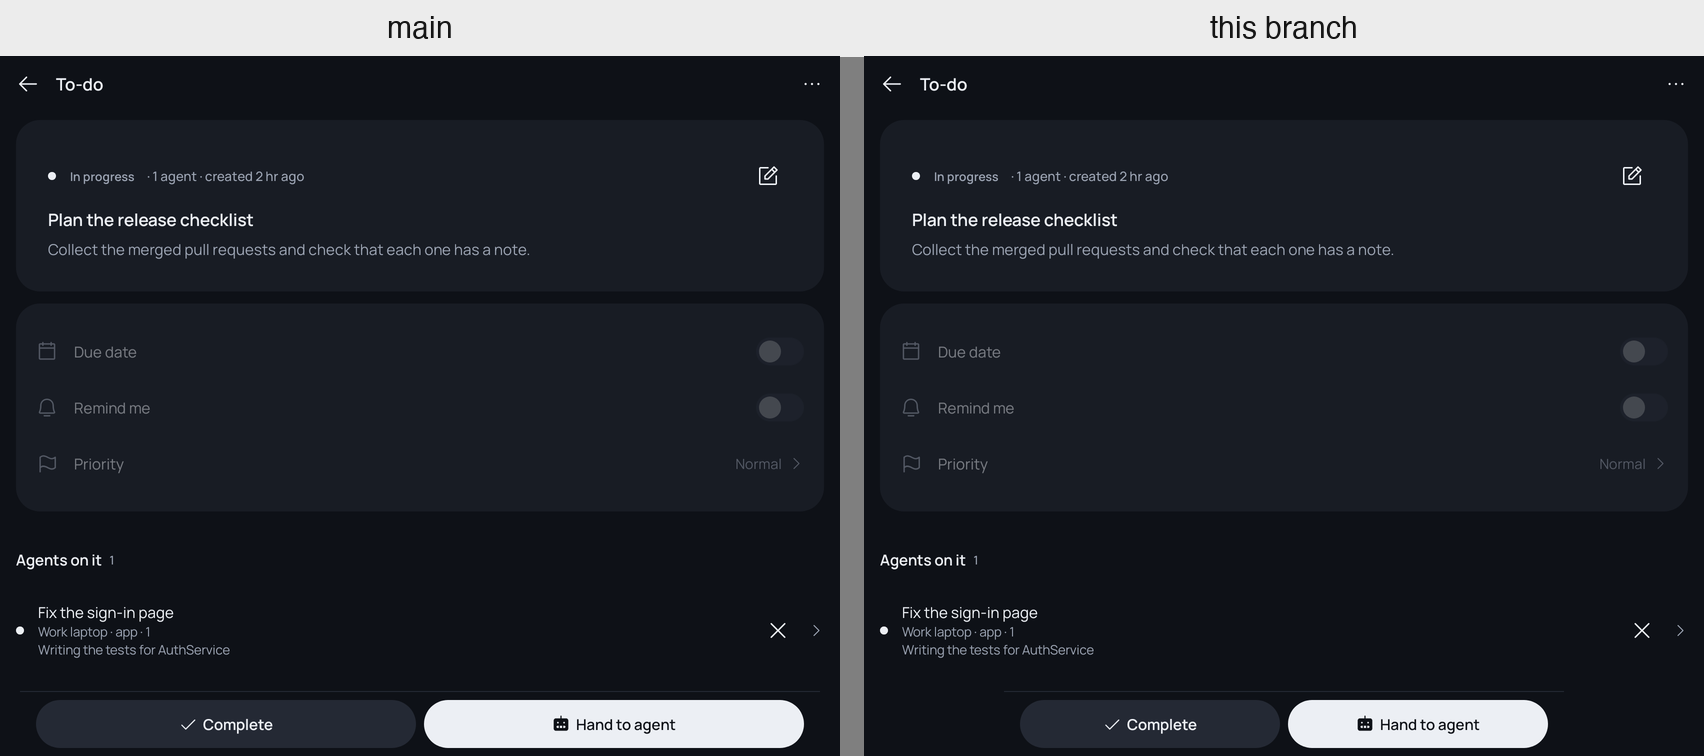 main
To-do
In progress · 1 agent · created 2 hr ago
Plan the release checklist
Collect the merged pull requests and check that each one has a note.
Due date
Remind me
Priority Normal
Agents on it 1
Fix the sign-in page
Work laptop · app · 1
Writing the tests for AuthService
Complete Hand to agent
this branch
To-do
In progress · 1 agent · created 2 hr ago
Plan the release checklist
Collect the merged pull requests and check that each one has a note.
Due date
Remind me
Priority Normal
Agents on it 1
Fix the sign-in page
Work laptop · app · 1
Writing the tests for AuthService
Complete Hand to agent